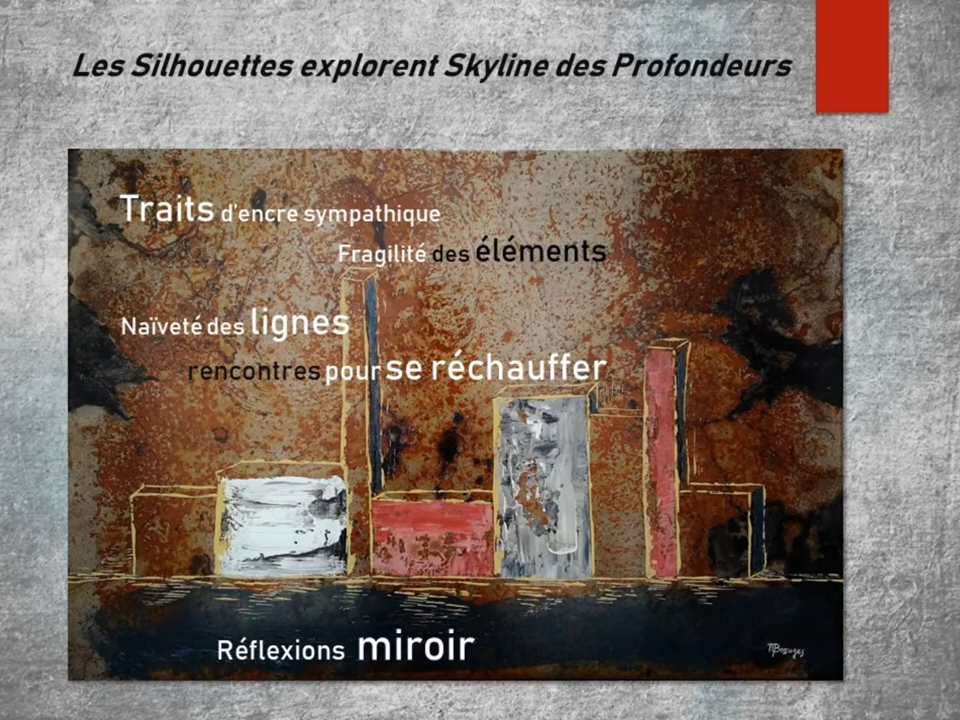 Les Silhouettes explorent Skyline des Profondeurs
Traits d'encre sympathique
Fragilité des éléments
Naïveté des lignes
rencontres pour se réchauffer
Réflexions miroir